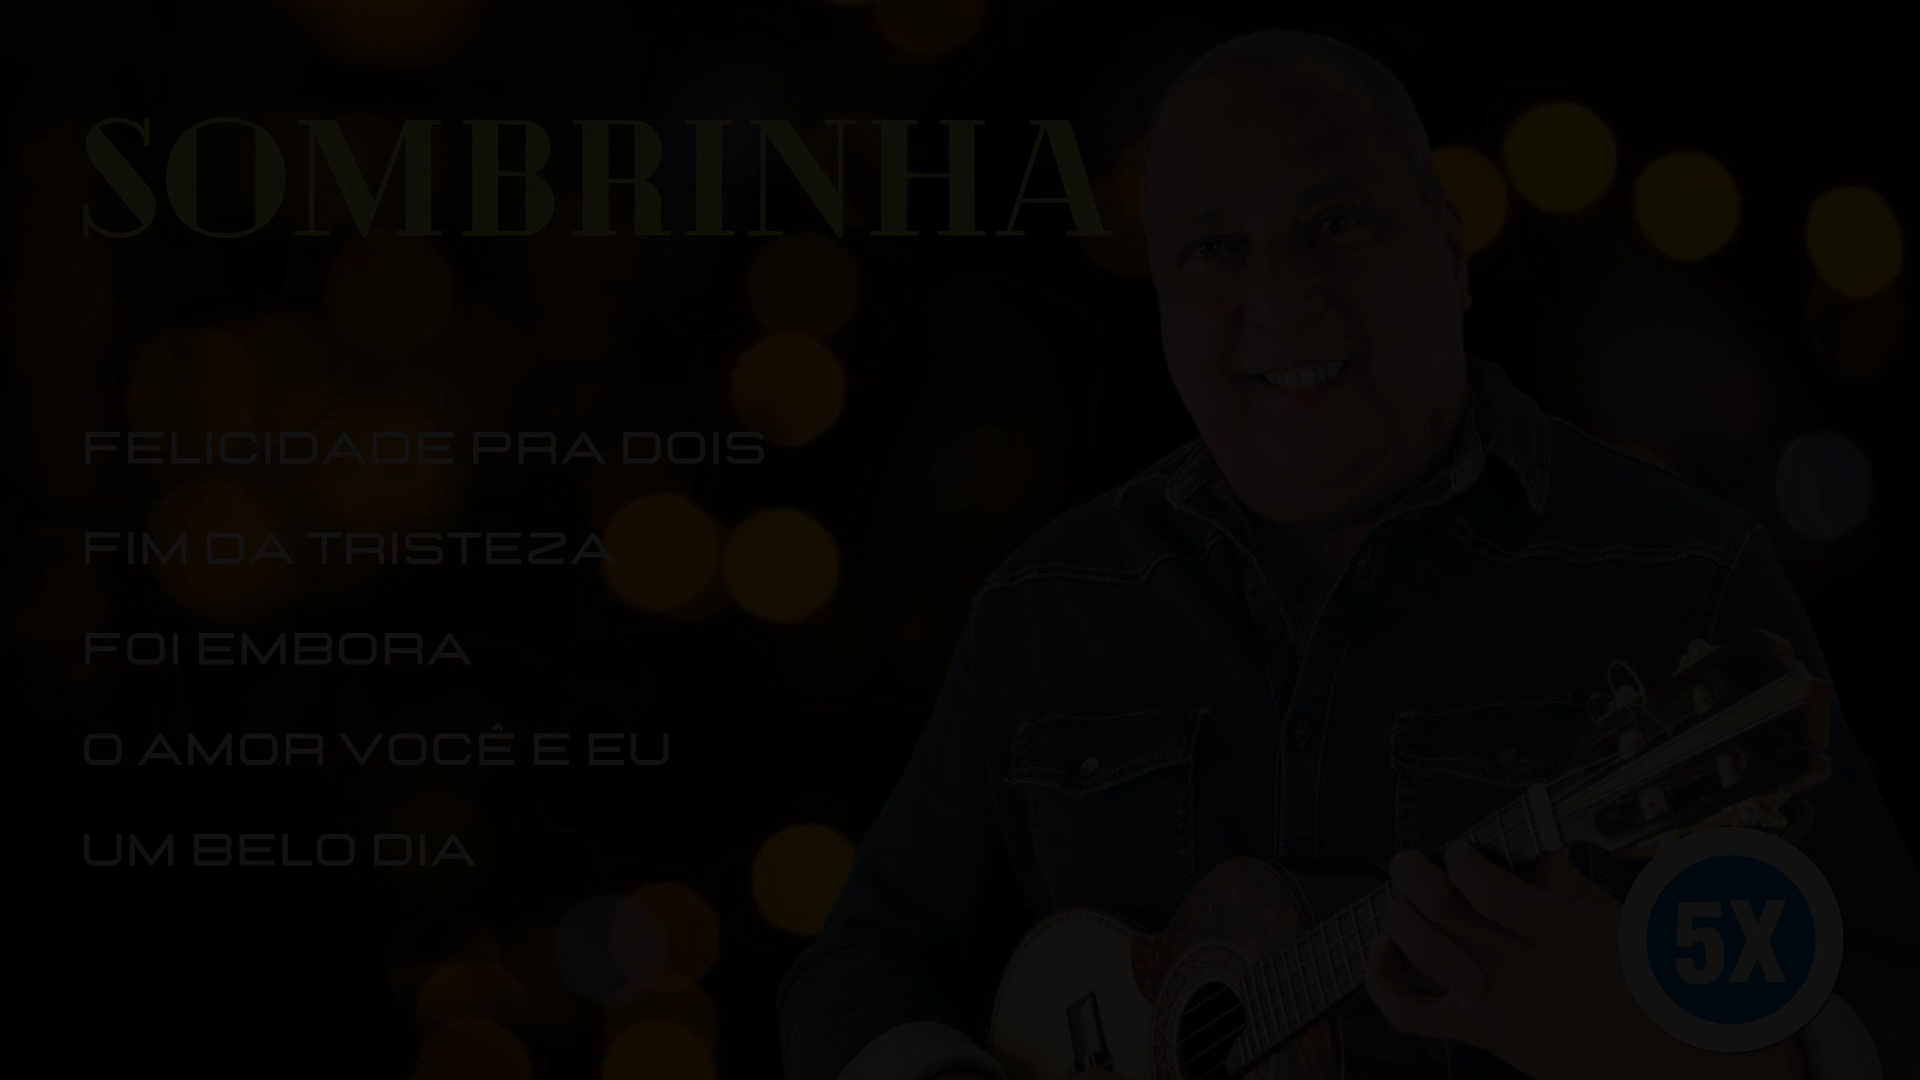 SOMBRINHA
FELICIDADE PRA DOIS
FIM DA TRISTEZA
FOI EMBORA
O AMOR VOCÊ E EU
UM BELO DIA
5X